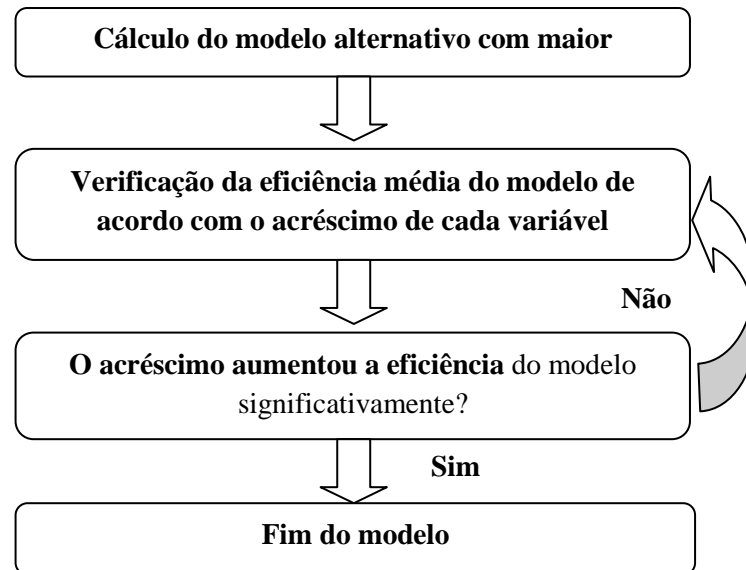 Cálculo do modelo alternativo com maior
Verificação da eficiência média do modelo de
acordo com o acréscimo de cada variável
Não
O acréscimo aumentou a eficiência do modelo
significativamente?
Sim
Fim do modelo